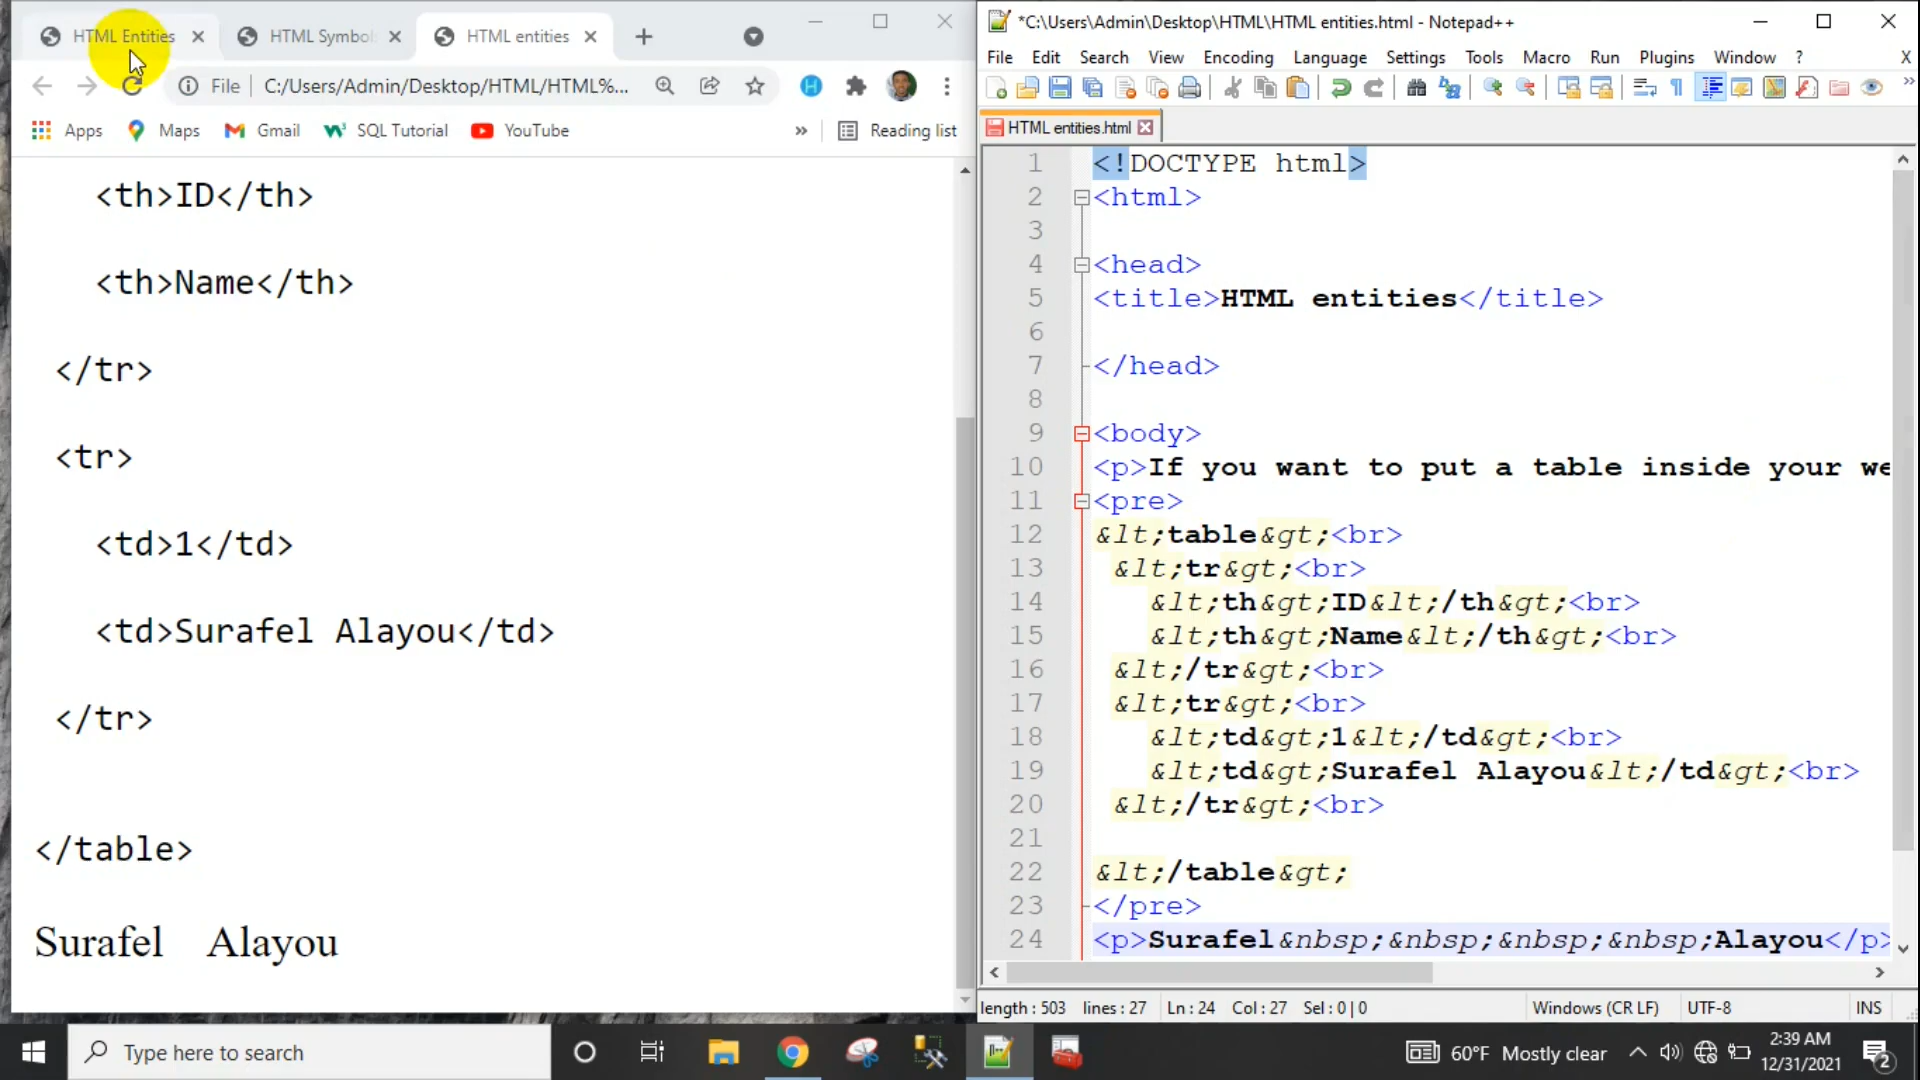 HTML Entities
HTML Symbol
HTML entities
File
C:/Users/Admin/Desktop/HTML/HTML%...
Apps
Maps
Gmail
SQL Tutorial
YouTube
»
Reading list
<th>ID</th>
<th>Name</th>
</tr>
<tr>
<td>1</td>
<td>Surafel Alayou</td>
</tr>
</table>
Surafel    Alayou
*C:\Users\Admin\Desktop\HTML\HTML entities.html - Notepad++
File Edit Search View Encoding Language Settings Tools Macro Run Plugins Window ? X
HTML entities.html
1 <!DOCTYPE html>
2 <html>
3
4 <head>
5 <title>HTML entities</title>
6
7 </head>
8
9 <body>
10 <p>If you want to put a table inside your we
11 <pre>
12 &lt;table&gt;<br>
13 &lt;tr&gt;<br>
14 &lt;th&gt;ID&lt;/th&gt;<br>
15 &lt;th&gt;Name&lt;/th&gt;<br>
16 &lt;/tr&gt;<br>
17 &lt;tr&gt;<br>
18 &lt;td&gt;1&lt;/td&gt;<br>
19 &lt;td&gt;Surafel Alayou&lt;/td&gt;<br>
20 &lt;/tr&gt;<br>
21
22 &lt;/table&gt;
23 </pre>
24 <p>Surafel&nbsp;&nbsp;&nbsp;&nbsp;Alayou</p>
length : 503 lines : 27 Ln : 24 Col : 27 Sel : 0 | 0 Windows (CR LF) UTF-8 INS
Type here to search
60°F Mostly clear
2:39 AM
12/31/2021
2